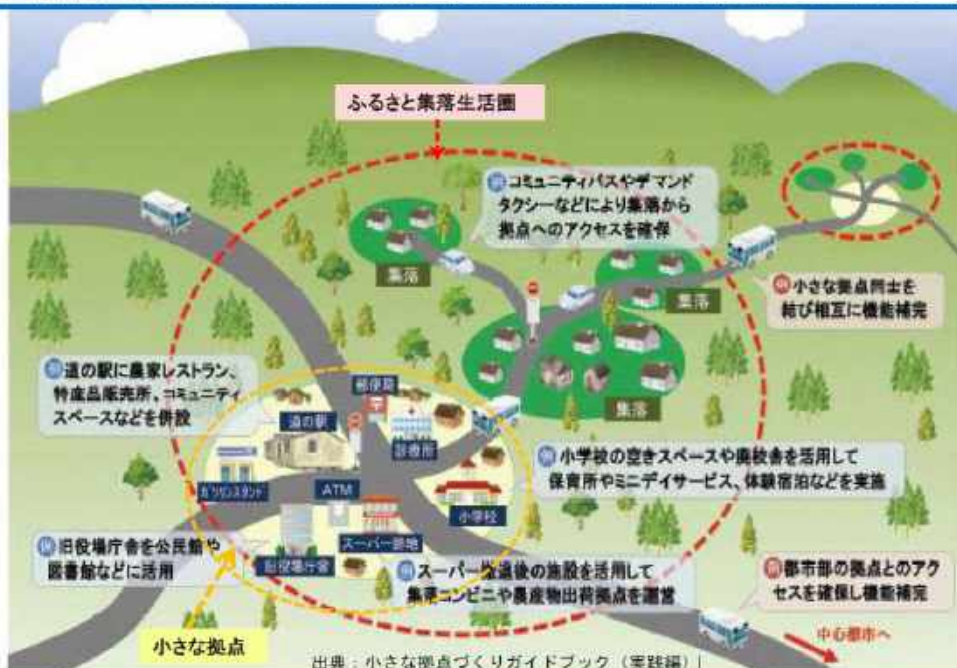 ふるさと集落生活圏
例コミュニティバスやデマンド
タクシーなどにより集落から
拠点へのアクセスを確保
集落
集落
例小さな拠点同士を
結び相互に機能補完
集落
例道の駅に農家レストラン、
特産品販売所、コミュニティ
スペースなどを併設
郵便局
道の駅
診療所
例小学校の空きスペースや廃校舎を活用して
保育所やミニデイサービス、体験宿泊などを実施
ガソリンスタンド
ATM
小学校
スーパー跡地
旧役場庁舎
例旧役場庁舎を公民館や
図書館などに活用
例スーパー撤退後の施設を活用して
集落コンビニや農産物出荷拠点を運営
例都市部の拠点とのアク
セスを確保し機能補完
小さな拠点
中心都市へ
出典：小さな拠点づくりガイドブック（実践編）